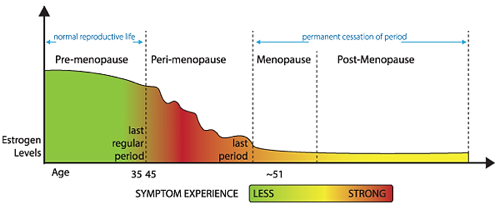 normal reproductive life
permanent cessation of period
Pre-menopause
Peri-menopause
Menopause
Post-Menopause
Estrogen
Levels
last
regular
period
last
period
Age
35 45
~51
SYMPTOM EXPERIENCE
LESS
STRONG